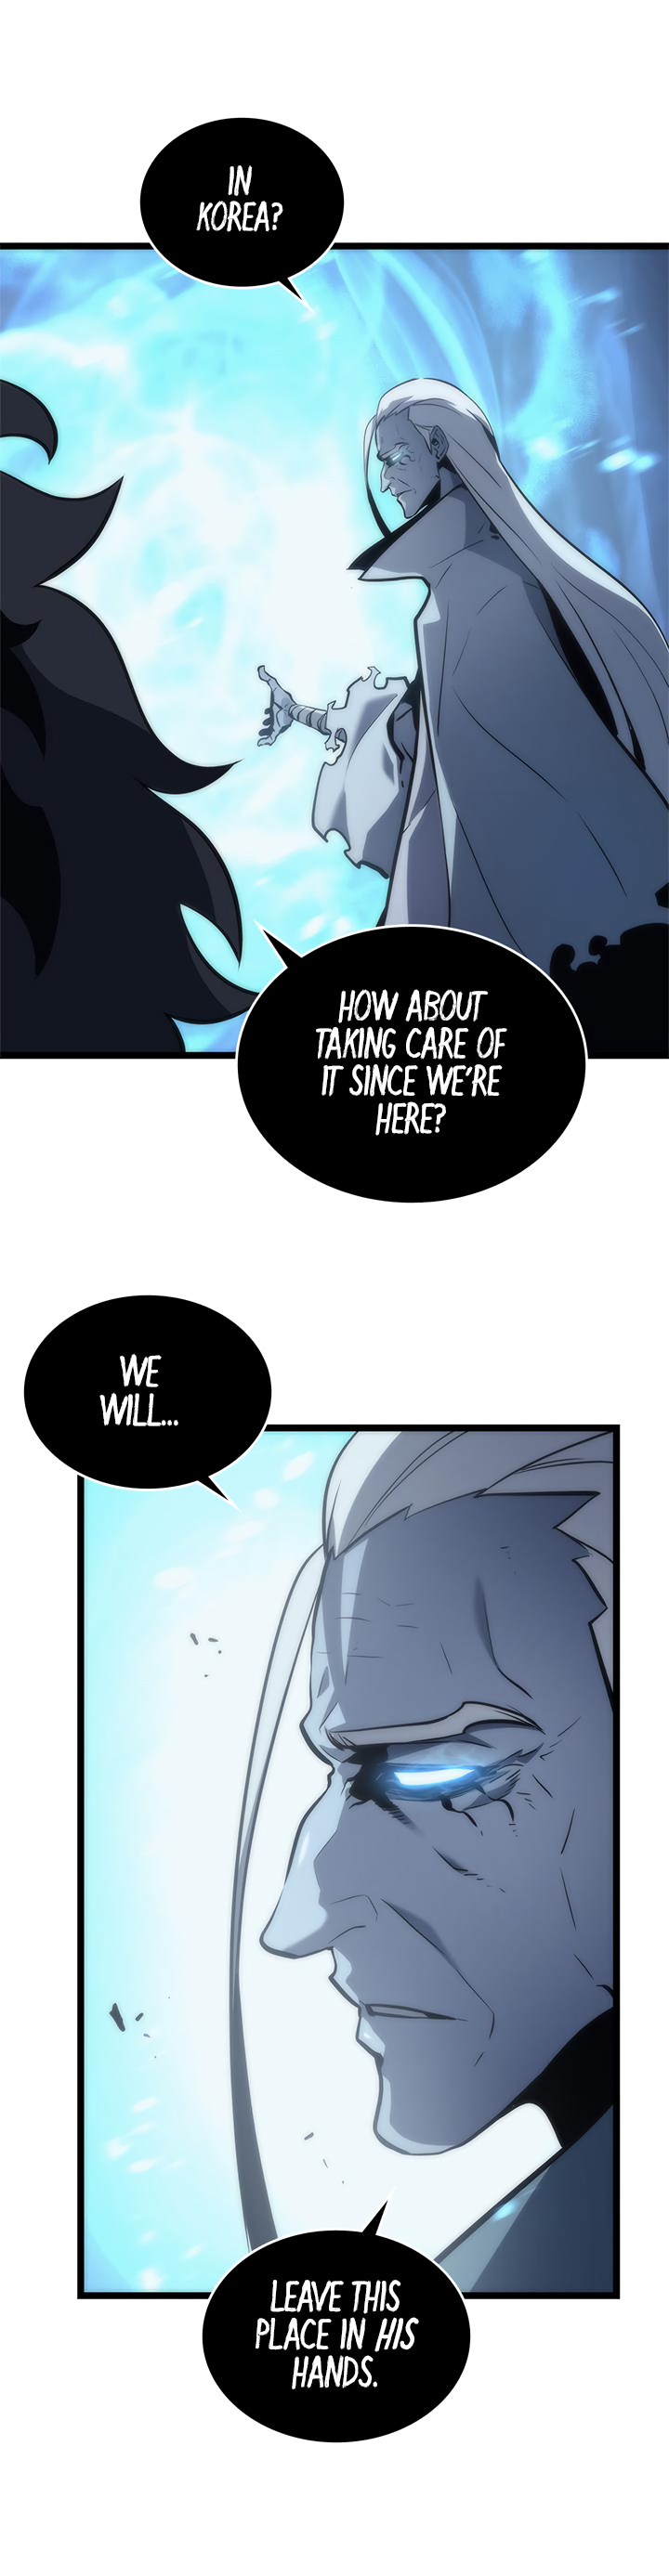 IN
KOREA?
HOW ABOUT
TAKING CARE OF
IT SINCE WE'RE
HERE?
WE
WILL...
LEAVE THIS
PLACE IN HIS
HANDS.